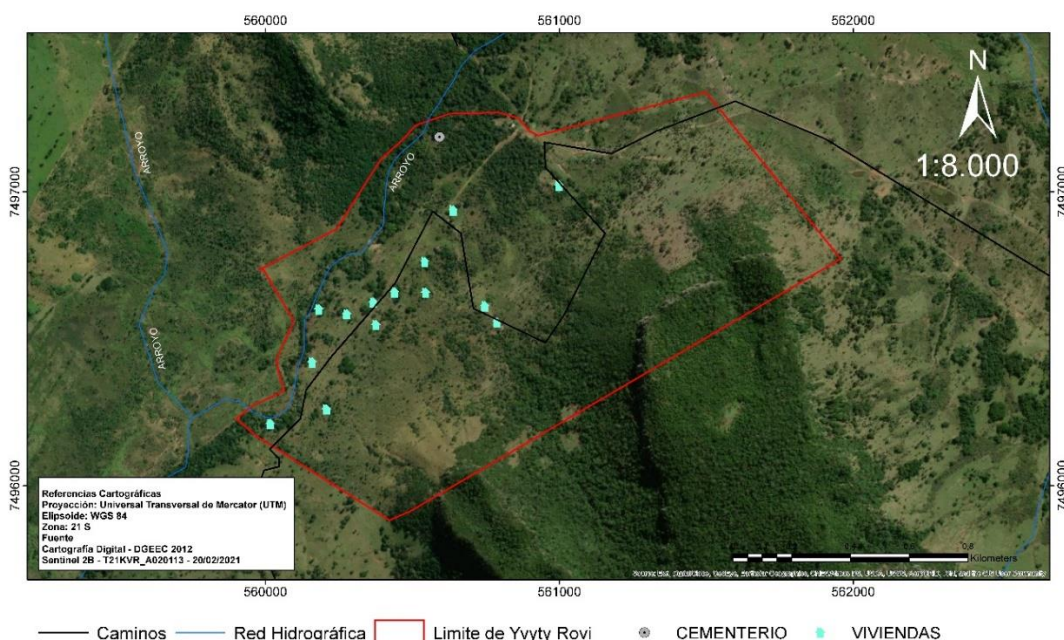 560000 561000 562000
N
1:8.000
ARROYO
ARROYO
ARROYO
7497000
7497000
7496000
7496000
Referencias Cartográficas
Proyección: Universal Transversal de Mercator (UTM)
Elipsoide: WGS 84
Zona: 21 S
Fuente
Cartografía Digital - DGEEC 2012
Sentinel 2B - T21KVR_A020113 - 20/02/2021
Kilometers
560000 561000 562000
Caminos Red Hidrográfica Limite de Yvyty Rovi CEMENTERIO VIVIENDAS